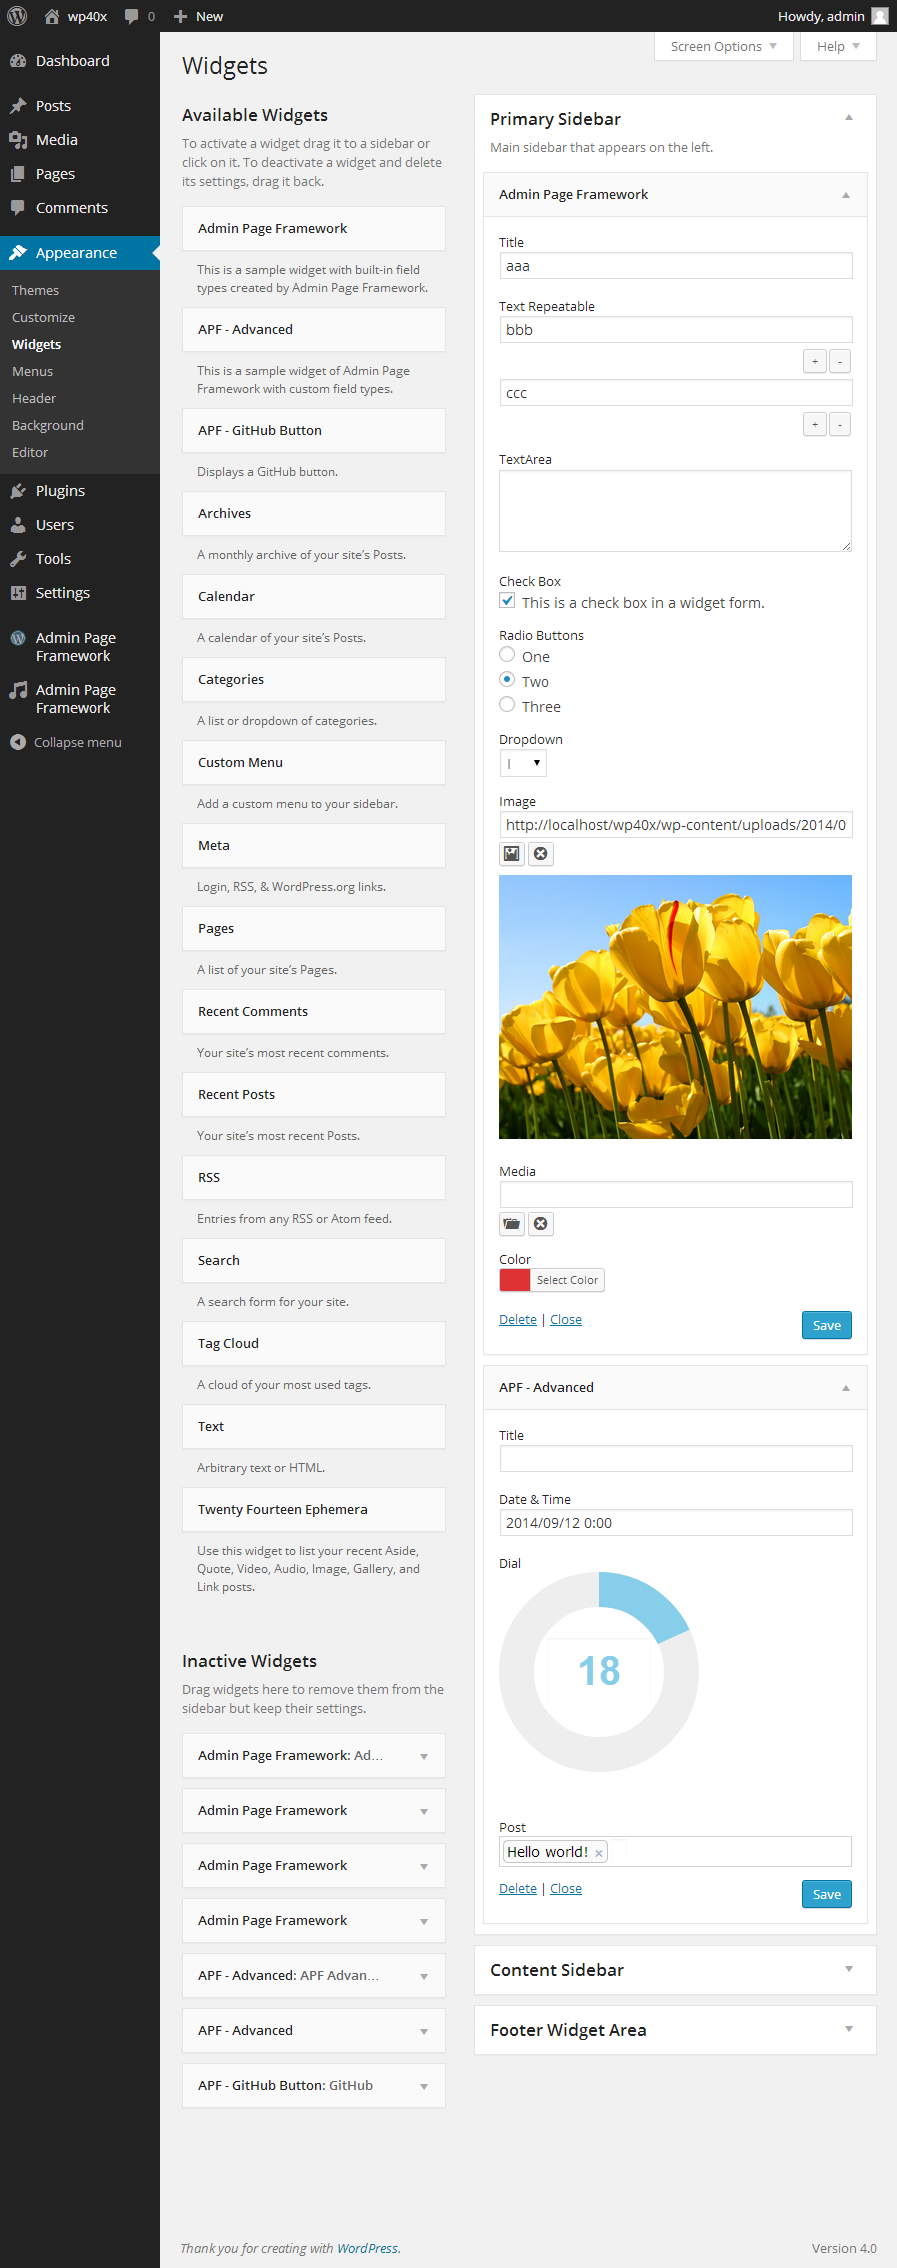 wp40x
0
New
Howdy, admin
Dashboard
Posts
Media
Pages
Comments
Appearance
Themes
Customize
Widgets
Menus
Header
Background
Editor
Plugins
Users
Tools
Settings
Admin Page
Framework
Admin Page
Framework
Collapse menu
Screen Options
Help
Widgets
Available Widgets
To activate a widget drag it to a sidebar or
click on it. To deactivate a widget and delete
its settings, drag it back.
Admin Page Framework
This is a sample widget with built-in field
types created by Admin Page Framework.
APF - Advanced
This is a sample widget of Admin Page
Framework with custom field types.
APF - GitHub Button
Displays a GitHub button.
Archives
A monthly archive of your site's Posts.
Calendar
A calendar of your site's Posts.
Categories
A list or dropdown of categories.
Custom Menu
Add a custom menu to your sidebar.
Meta
Login, RSS, & WordPress.org links.
Pages
A list of your site's Pages.
Recent Comments
Your site's most recent comments.
Recent Posts
Your site's most recent Posts.
RSS
Entries from any RSS or Atom feed.
Search
A search form for your site.
Tag Cloud
A cloud of your most used tags.
Text
Arbitrary text or HTML.
Twenty Fourteen Ephemera
Use this widget to list your recent Aside,
Quote, Video, Audio, Image, Gallery, and
Link posts.
Inactive Widgets
Drag widgets here to remove them from the
sidebar but keep their settings.
Admin Page Framework: Ad...
Admin Page Framework
Admin Page Framework
Admin Page Framework
APF - Advanced: APF Advan...
APF - Advanced
APF - GitHub Button: GitHub
Primary Sidebar
Main sidebar that appears on the left.
Admin Page Framework
Title
aaa
Text Repeatable
bbb
+ -
ccc
+ -
TextArea
Check Box
This is a check box in a widget form.
Radio Buttons
One
Two
Three
Dropdown
Image
http://localhost/wp40x/wp-content/uploads/2014/0
Media
Color
Select Color
Delete | Close
Save
APF - Advanced
Title
Date & Time
2014/09/12 0:00
Dial
18
Post
Hello world! ×
Delete | Close
Save
Content Sidebar
Footer Widget Area
Thank you for creating with WordPress.
Version 4.0